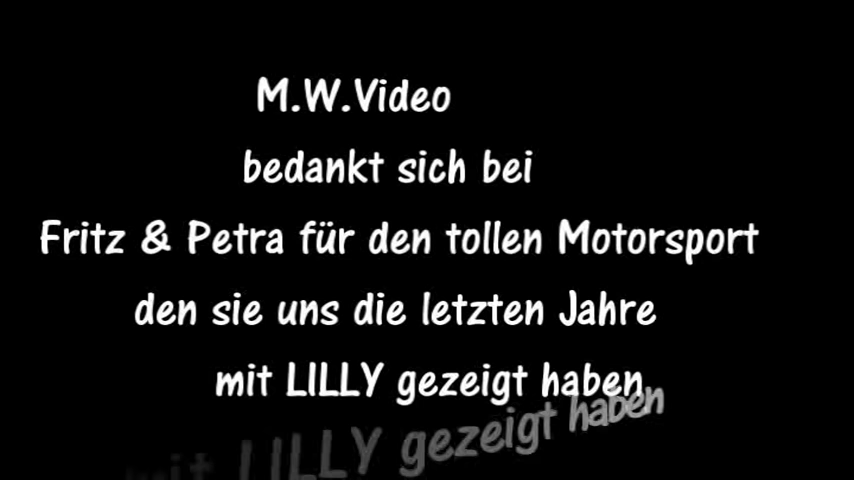 M.W.Video
bedankt sich bei
Fritz & Petra für den tollen Motorsport
den sie uns die letzten Jahre
mit LILLY gezeigt haben
mit LILLY gezeigt haben